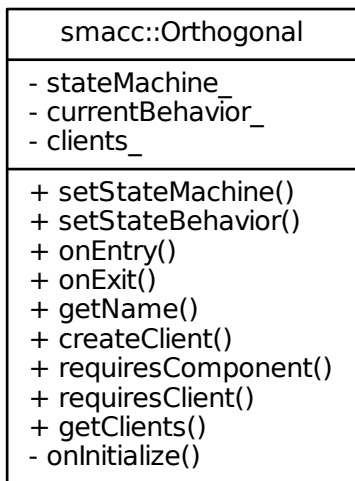 smacc::Orthogonal
- stateMachine_
- currentBehavior_
- clients_
+ setStateMachine()
+ setStateBehavior()
+ onEntry()
+ onExit()
+ getName()
+ createClient()
+ requiresComponent()
+ requiresClient()
+ getClients()
- onInitialize()